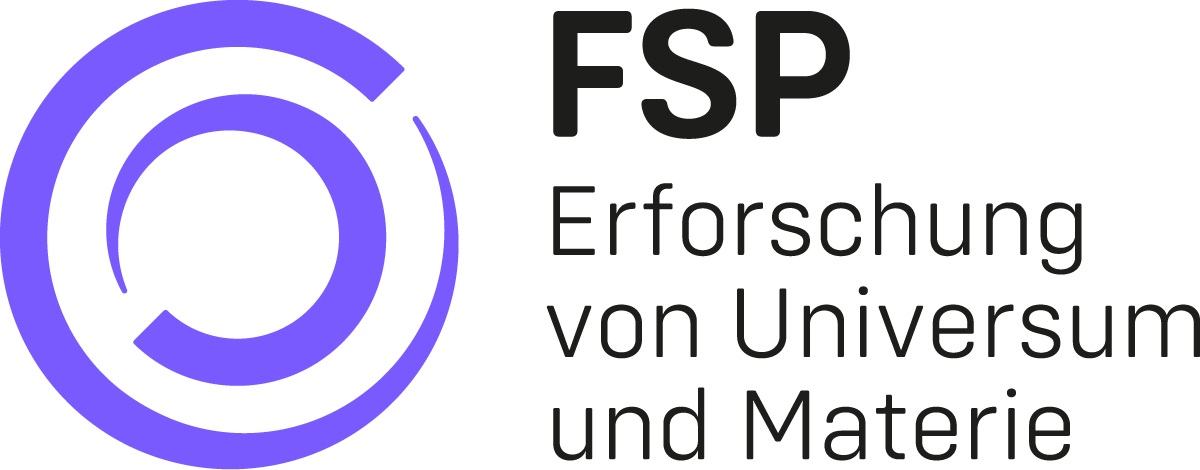 FSP
Erforschung
von Universum
und Materie